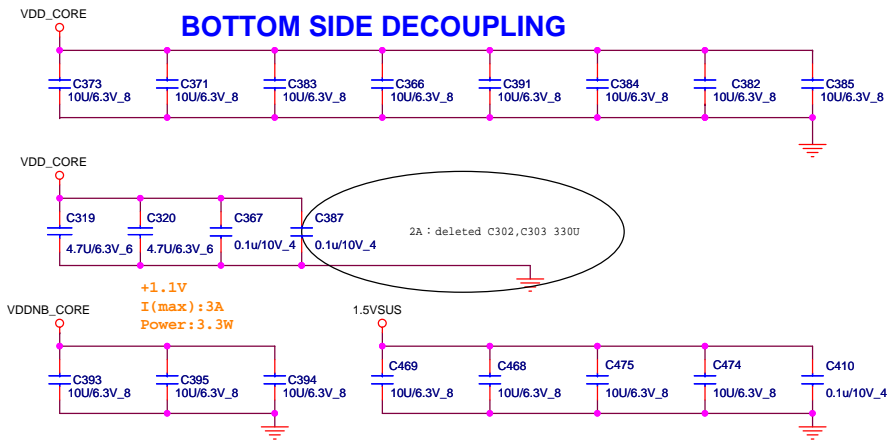 VDD_CORE
BOTTOM SIDE DECOUPLING
C373
10U/6.3V_8
C371
10U/6.3V_8
C383
10U/6.3V_8
C366
10U/6.3V_8
C391
10U/6.3V_8
C384
10U/6.3V_8
C382
10U/6.3V_8
C385
10U/6.3V_8
VDD_CORE
C319
4.7U/6.3V_6
C320
4.7U/6.3V_6
C367
0.1u/10V_4
C387
0.1u/10V_4
2A：deleted C302,C303 330U
+1.1V
I(max):3A
Power:3.3W
VDDNB_CORE
C393
10U/6.3V_8
C395
10U/6.3V_8
C394
10U/6.3V_8
1.5VSUS
C469
10U/6.3V_8
C468
10U/6.3V_8
C475
10U/6.3V_8
C474
10U/6.3V_8
C410
0.1u/10V_4